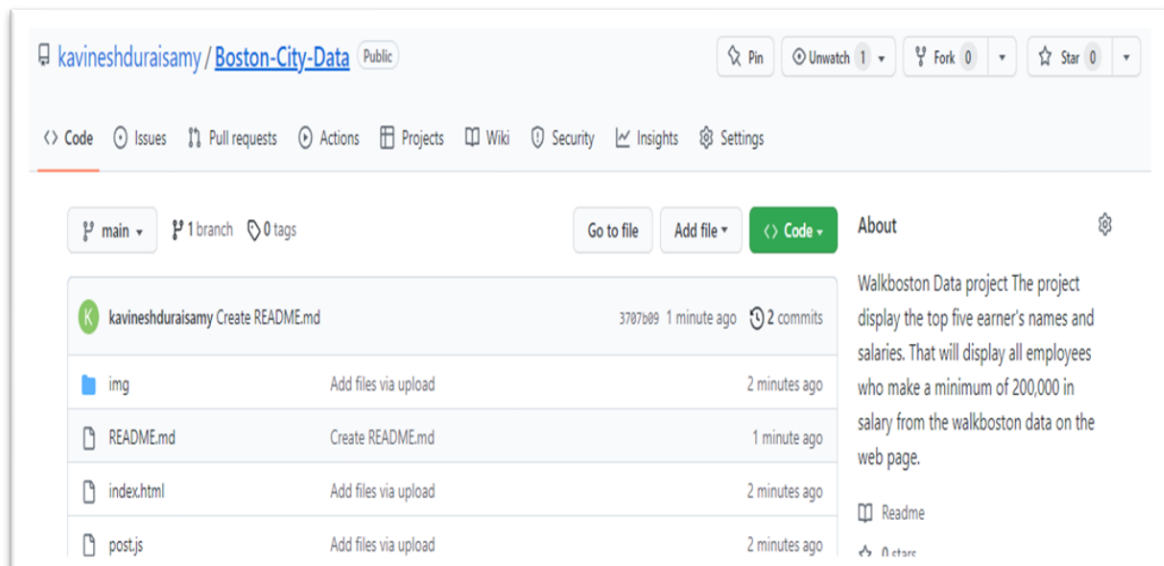 kavineshduraisamy / Boston-City-Data Public
Pin Unwatch 1 Fork 0 Star 0
Code Issues Pull requests Actions Projects Wiki Security Insights Settings
main 1 branch 0 tags Go to file Add file Code
About
Walkboston Data project The project
display the top five earner's names and
salaries. That will display all employees
who make a minimum of 200,000 in
salary from the walkboston data on the
web page.
Readme
0 stars
K kavineshduraisamy Create README.md 3707b09 1 minute ago 2 commits
img Add files via upload 2 minutes ago
README.md Create README.md 1 minute ago
index.html Add files via upload 2 minutes ago
post.js Add files via upload 2 minutes ago